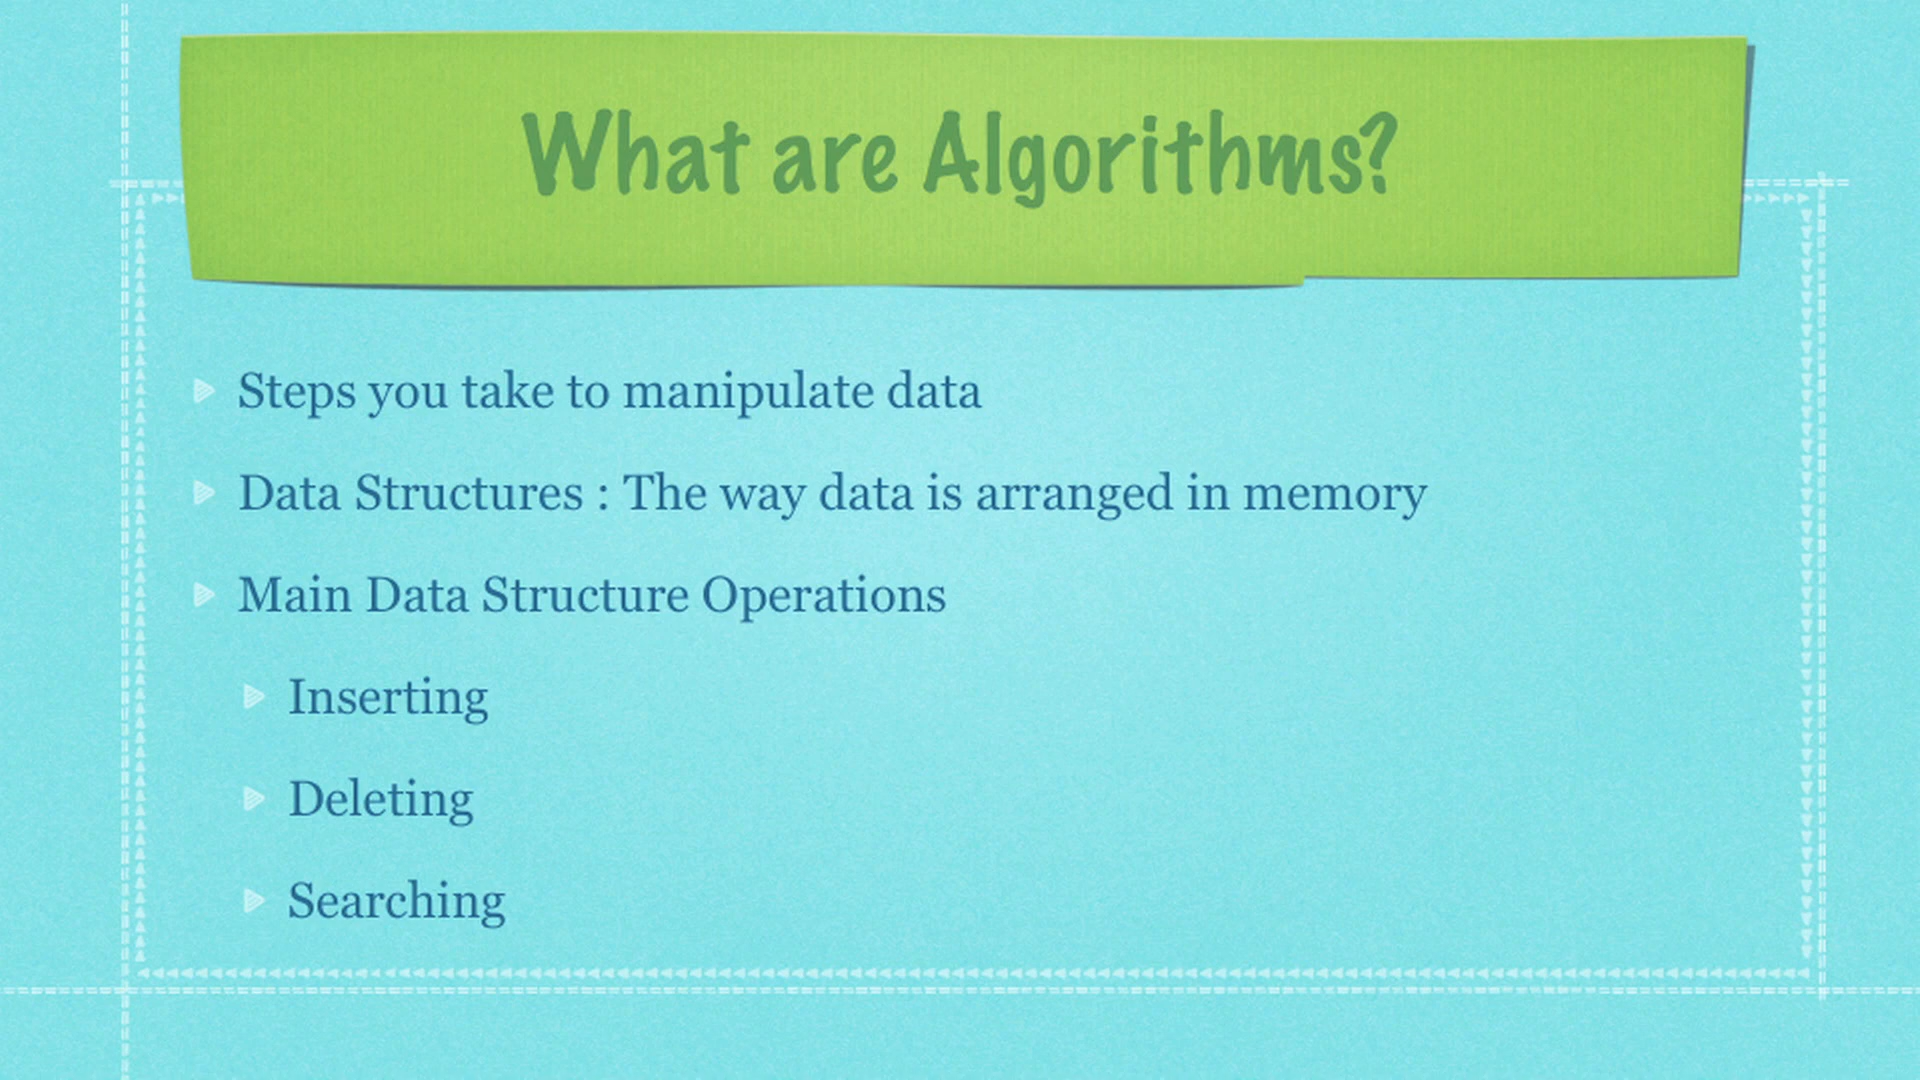 What are Algorithms?
Steps you take to manipulate data
Data Structures : The way data is arranged in memory
Main Data Structure Operations
Inserting
Deleting
Searching